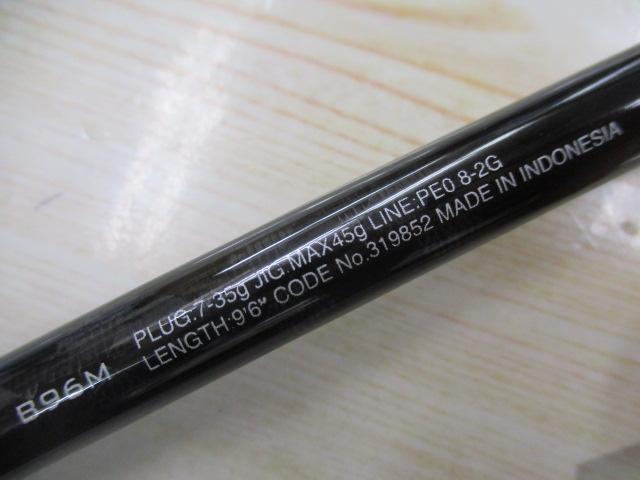 B96M
PLUG:7-35g JIG:MAX45g LINE:PE0 8-2G
LENGTH:9'6" CODE No.319852 MADE IN INDONESIA